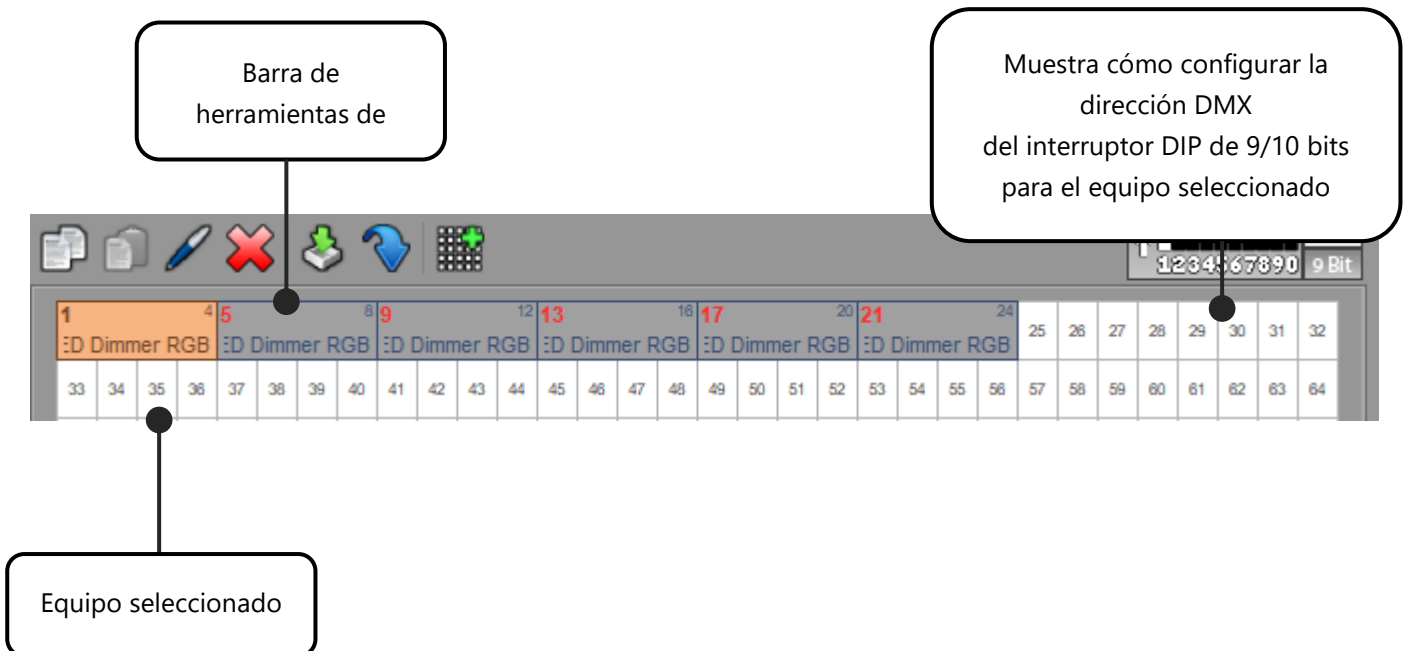 Barra de
herramientas de
Muestra cómo configurar la
dirección DMX
del interruptor DIP de 9/10 bits
para el equipo seleccionado
1234567890 9 Bit
1 4 5 8 9 12 13 16 17 20 21 24
ED Dimmer RGB ED Dimmer RGB ED Dimmer RGB ED Dimmer RGB ED Dimmer RGB ED Dimmer RGB 25 26 27 28 29 30 31 32
33 34 35 36 37 38 39 40 41 42 43 44 45 46 47 48 49 50 51 52 53 54 55 56 57 58 59 60 61 62 63 64
Equipo seleccionado